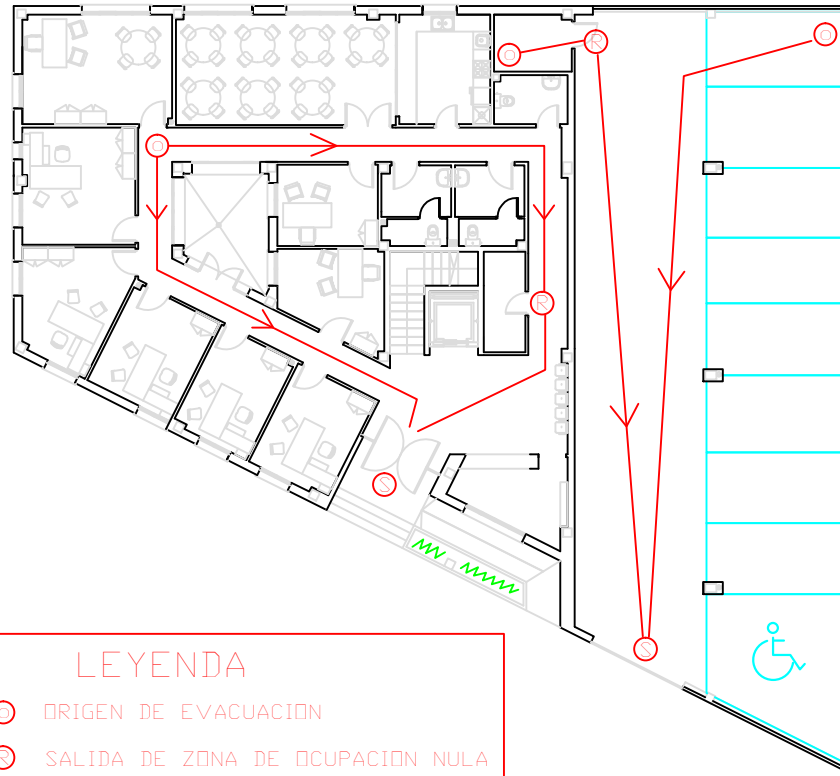 O
R
O
O
R
S
S
LEYENDA
O ORIGEN DE EVACUACION
R SALIDA DE ZONA DE OCUPACION NULA